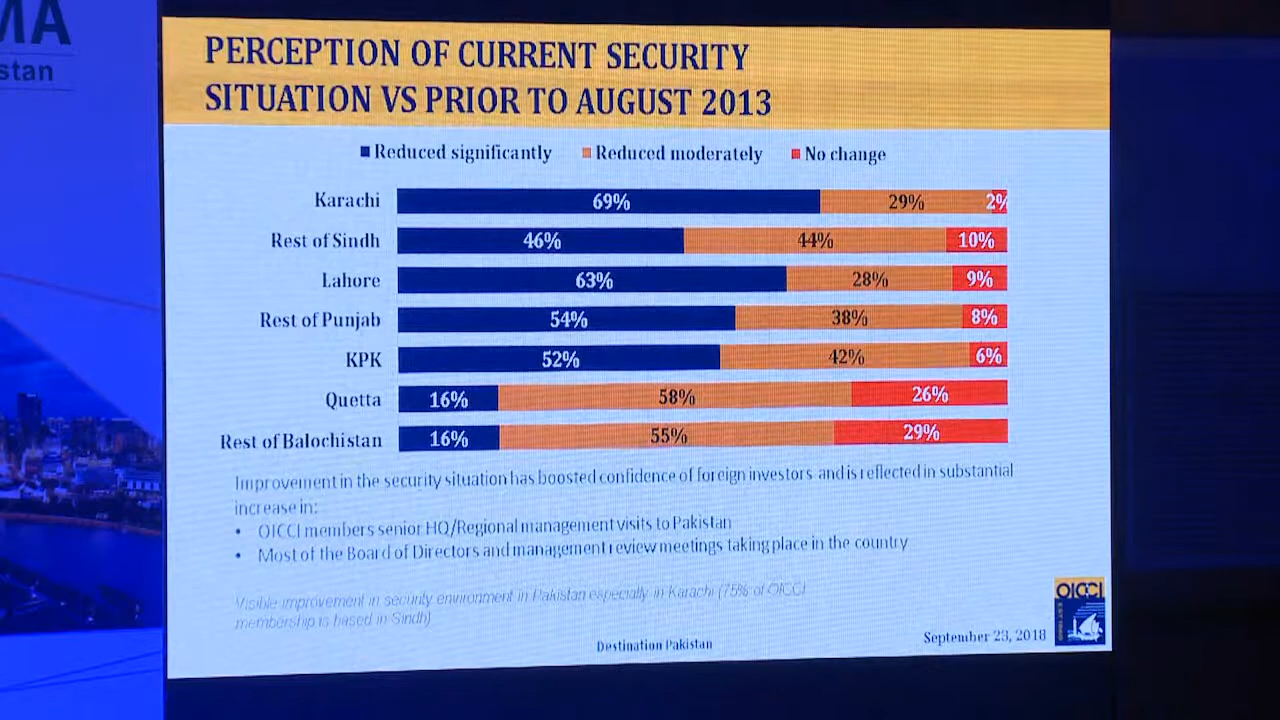 MA
stan
PERCEPTION OF CURRENT SECURITY
SITUATION VS PRIOR TO AUGUST 2013
Reduced significantly Reduced moderately No change
Karachi 69% 29% 2%
Rest of Sindh 46% 44% 10%
Lahore 63% 28% 9%
Rest of Punjab 54% 38% 8%
KPK 52% 42% 6%
Quetta 16% 58% 26%
Rest of Balochistan 16% 55% 29%
Improvement in the security situation has boosted confidence of foreign investors and is reflected in substantial
increase in:
• OICCI members senior HQ/Regional management visits to Pakistan
• Most of the Board of Directors and management review meetings taking place in the country
Visible improvement in security environment in Pakistan especially in Karachi (75% of OICCI
membership is based in Sindh)
Destination Pakistan
September 23, 2018
OICCI